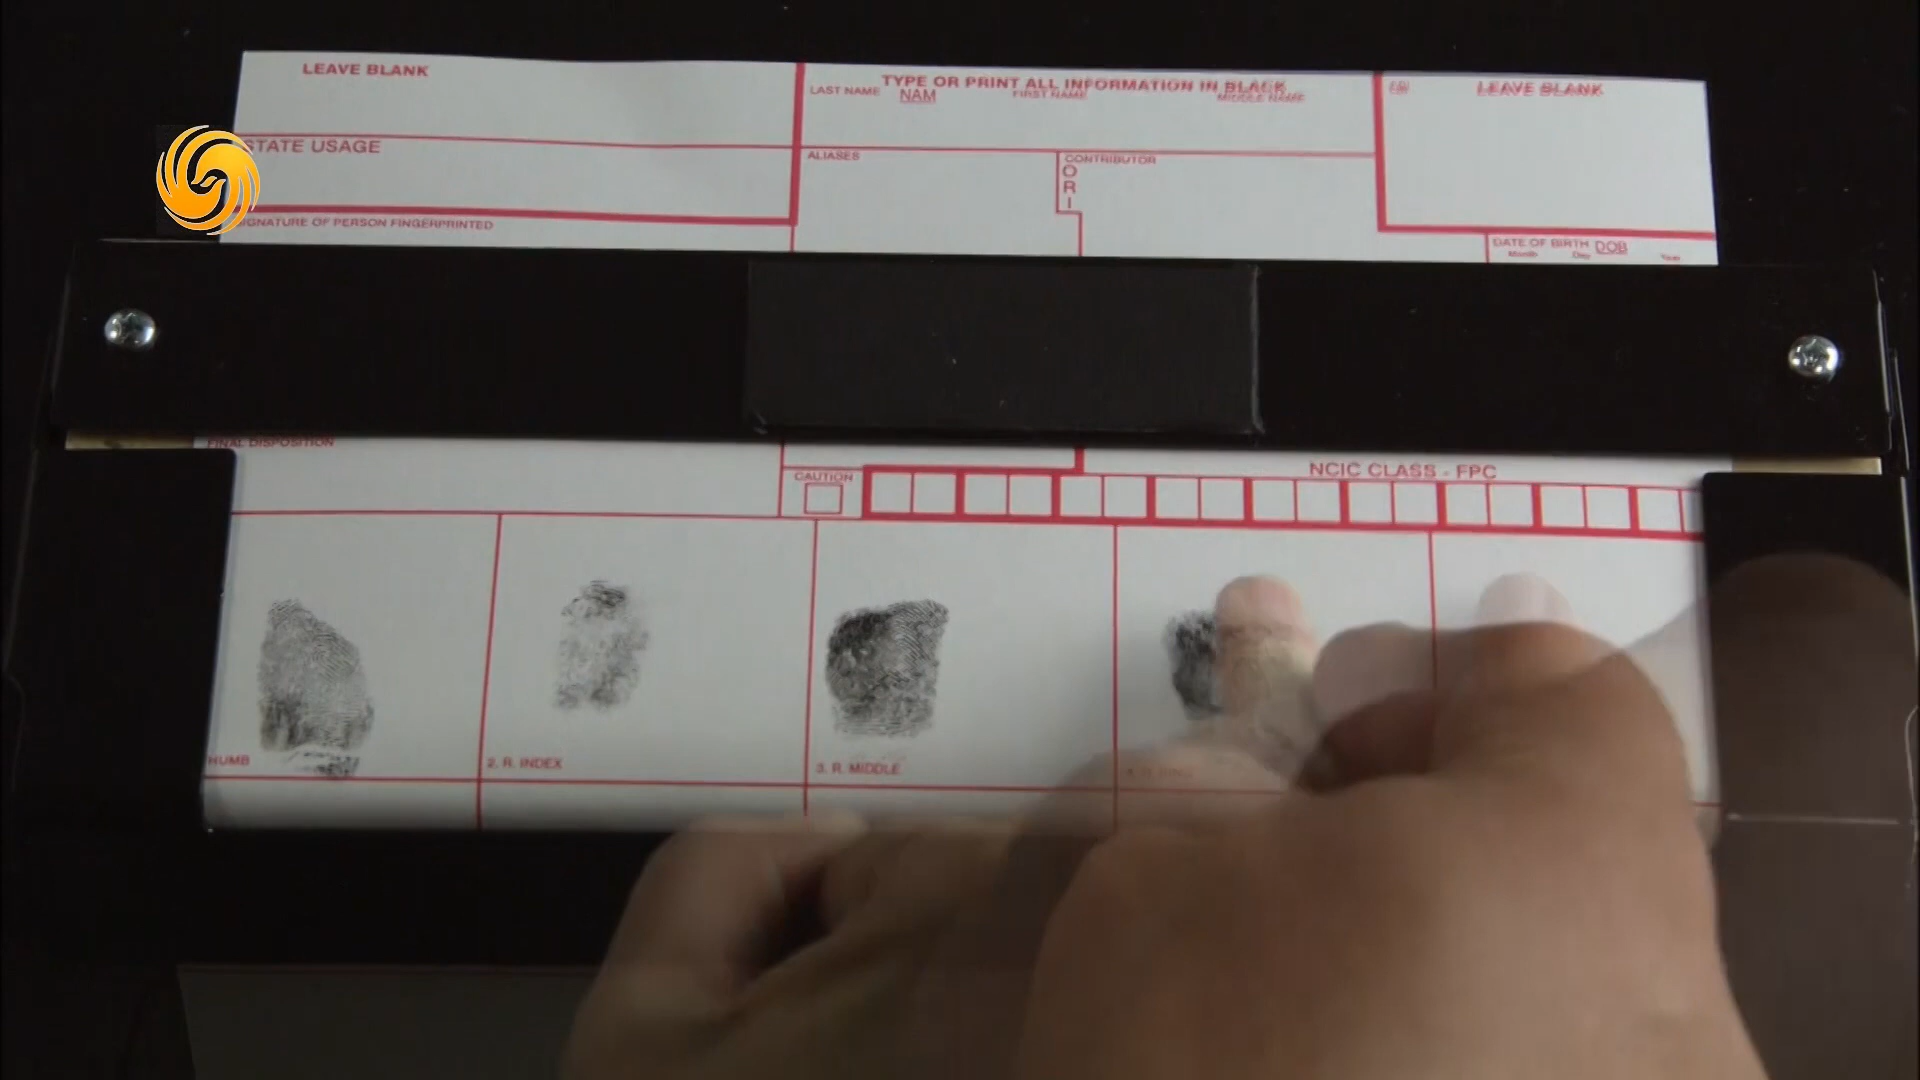 LEAVE BLANK
TYPE OR PRINT ALL INFORMATION IN BLACK
LEAVE BLANK
LAST NAME NAM FIRST NAME MIDDLE NAME
STATE USAGE
ALIASES
CONTRIBUTOR
ORI
SIGNATURE OF PERSON FINGERPRINTED
DATE OF BIRTH DOB
Month Day Year
FINAL DISPOSITION
CAUTION
NCIC CLASS - FPC
HUMB
2. R. INDEX
3. R. MIDDLE